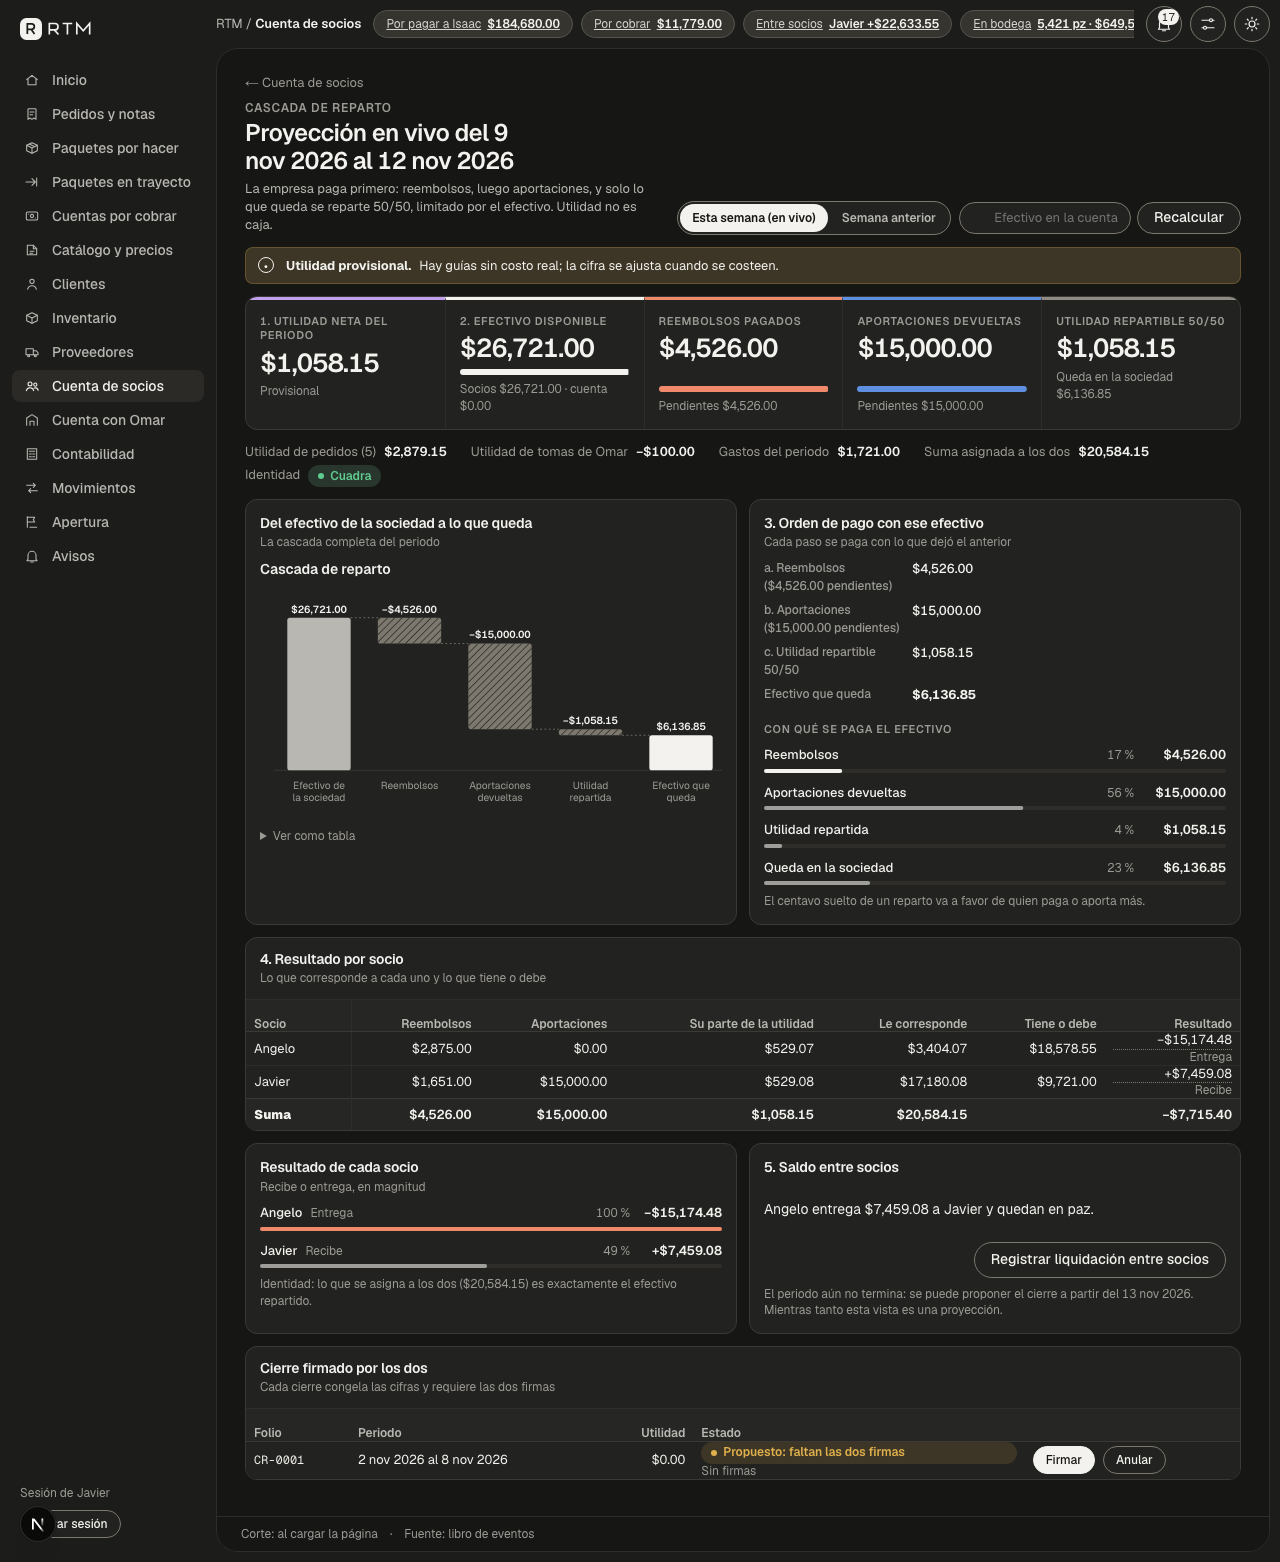 R RTM
RTM / Cuenta de socios
Por pagar a Isaac $184,680.00
Por cobrar $11,779.00
Entre socios Javier +$22,633.55
En bodega 5,421 pz · $649,5
17
Inicio
Pedidos y notas
Paquetes por hacer
Paquetes en trayecto
Cuentas por cobrar
Catálogo y precios
Clientes
Inventario
Proveedores
Cuenta de socios
Cuenta con Omar
Contabilidad
Movimientos
Apertura
Avisos
Sesión de Javier
N ar sesión
← Cuenta de socios
CASCADA DE REPARTO
Proyección en vivo del 9
nov 2026 al 12 nov 2026
La empresa paga primero: reembolsos, luego aportaciones, y solo lo
que queda se reparte 50/50, limitado por el efectivo. Utilidad no es
caja.
Esta semana (en vivo) Semana anterior
Efectivo en la cuenta
Recalcular
Utilidad provisional. Hay guías sin costo real; la cifra se ajusta cuando se costeen.
1. UTILIDAD NETA DEL
PERIODO
$1,058.15
Provisional
2. EFECTIVO DISPONIBLE
$26,721.00
Socios $26,721.00 · cuenta
$0.00
REEMBOLSOS PAGADOS
$4,526.00
Pendientes $4,526.00
APORTACIONES DEVUELTAS
$15,000.00
Pendientes $15,000.00
UTILIDAD REPARTIBLE 50/50
$1,058.15
Queda en la sociedad
$6,136.85
Utilidad de pedidos (5) $2,879.15 Utilidad de tomas de Omar −$100.00 Gastos del periodo $1,721.00 Suma asignada a los dos $20,584.15
Identidad Cuadra
Del efectivo de la sociedad a lo que queda
La cascada completa del periodo
Cascada de reparto
$26,721.00
−$4,526.00
−$15,000.00
−$1,058.15
$6,136.85
Efectivo de
la sociedad
Reembolsos
Aportaciones
devueltas
Utilidad
repartida
Efectivo que
queda
Ver como tabla
3. Orden de pago con ese efectivo
Cada paso se paga con lo que dejó el anterior
a. Reembolsos $4,526.00
($4,526.00 pendientes)
b. Aportaciones $15,000.00
($15,000.00 pendientes)
c. Utilidad repartible $1,058.15
50/50
Efectivo que queda $6,136.85
CON QUÉ SE PAGA EL EFECTIVO
Reembolsos 17 % $4,526.00
Aportaciones devueltas 56 % $15,000.00
Utilidad repartida 4 % $1,058.15
Queda en la sociedad 23 % $6,136.85
El centavo suelto de un reparto va a favor de quien paga o aporta más.
4. Resultado por socio
Lo que corresponde a cada uno y lo que tiene o debe
Socio Reembolsos Aportaciones Su parte de la utilidad Le corresponde Tiene o debe Resultado
Angelo $2,875.00 $0.00 $529.07 $3,404.07 $18,578.55 −$15,174.48
Entrega
Javier $1,651.00 $15,000.00 $529.08 $17,180.08 $9,721.00 +$7,459.08
Recibe
Suma $4,526.00 $15,000.00 $1,058.15 $20,584.15 −$7,715.40
Resultado de cada socio
Recibe o entrega, en magnitud
Angelo Entrega 100 % −$15,174.48
Javier Recibe 49 % +$7,459.08
Identidad: lo que se asigna a los dos ($20,584.15) es exactamente el efectivo
repartido.
5. Saldo entre socios
Angelo entrega $7,459.08 a Javier y quedan en paz.
Registrar liquidación entre socios
El periodo aún no termina: se puede proponer el cierre a partir del 13 nov 2026.
Mientras tanto esta vista es una proyección.
Cierre firmado por los dos
Cada cierre congela las cifras y requiere las dos firmas
Folio Periodo Utilidad Estado
CR-0001 2 nov 2026 al 8 nov 2026 $0.00 Propuesto: faltan las dos firmas Firmar Anular
Sin firmas
Corte: al cargar la página · Fuente: libro de eventos